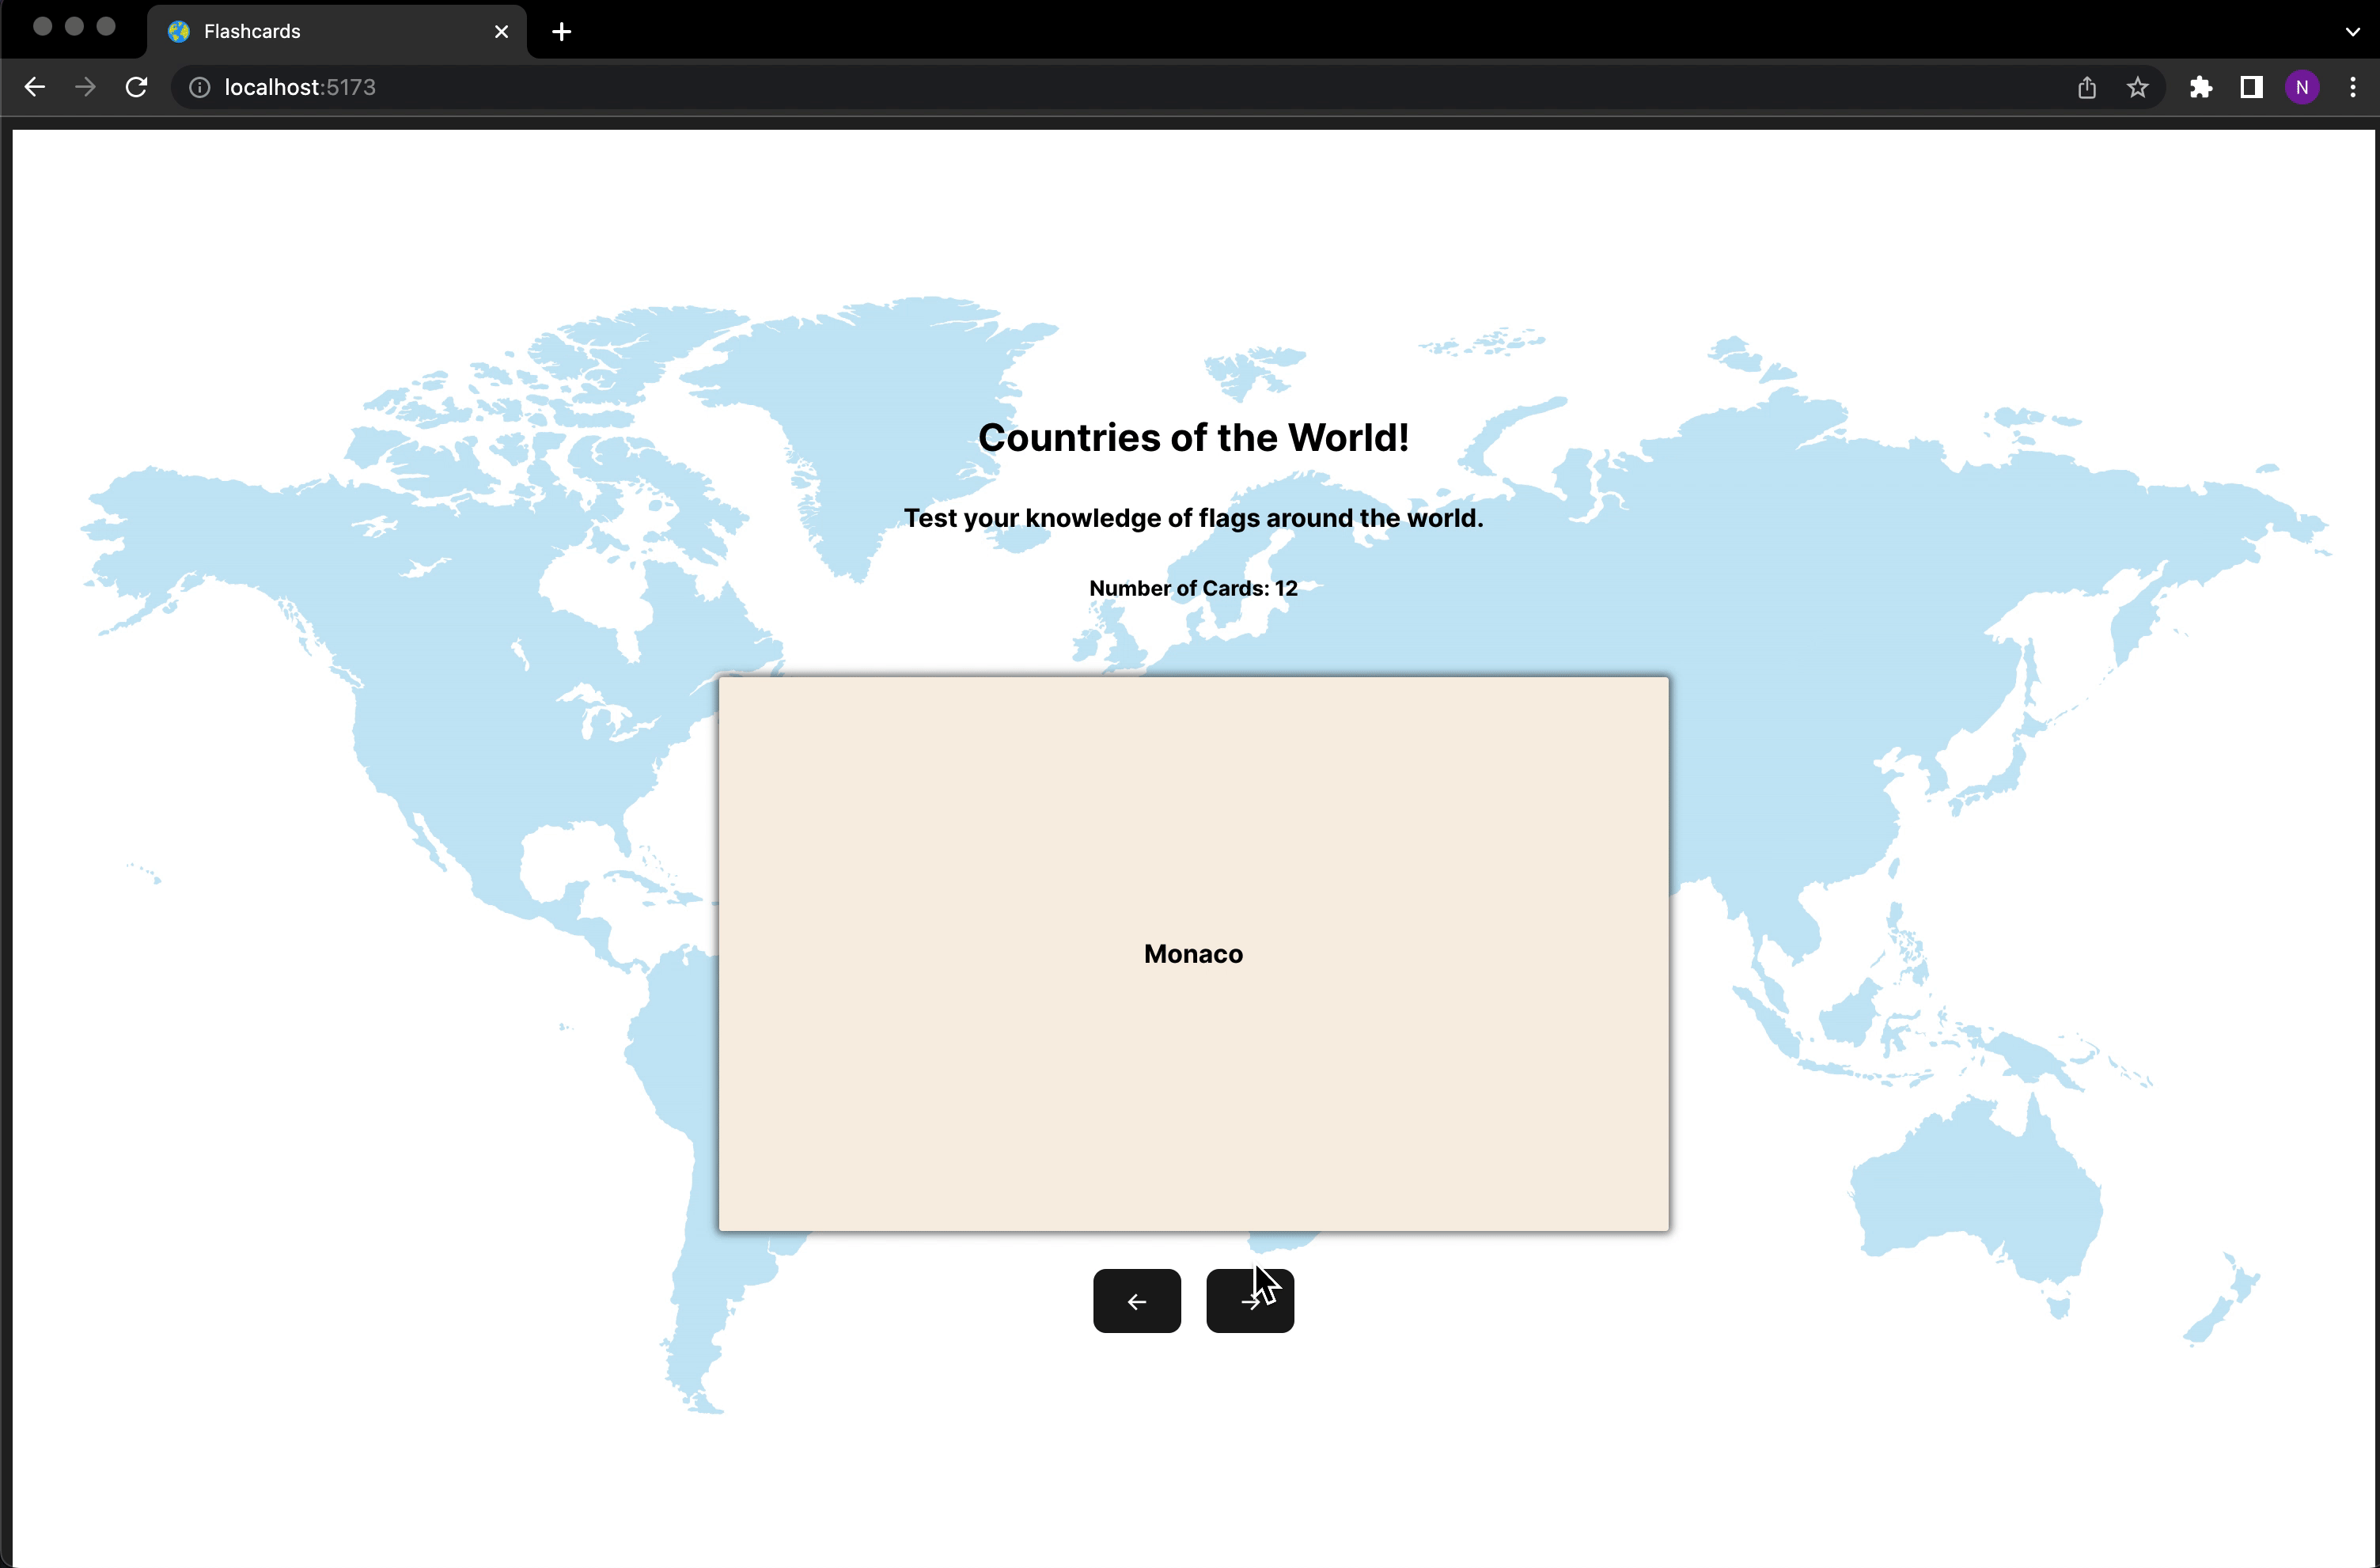 Flashcards
localhost:5173
N
Countries of the World!
Test your knowledge of flags around the world.
Number of Cards: 12
Monaco